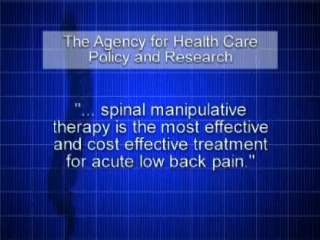 The Agency for Health Care
Policy and Research
"... spinal manipulative
therapy is the most effective
and cost effective treatment
for acute low back pain."